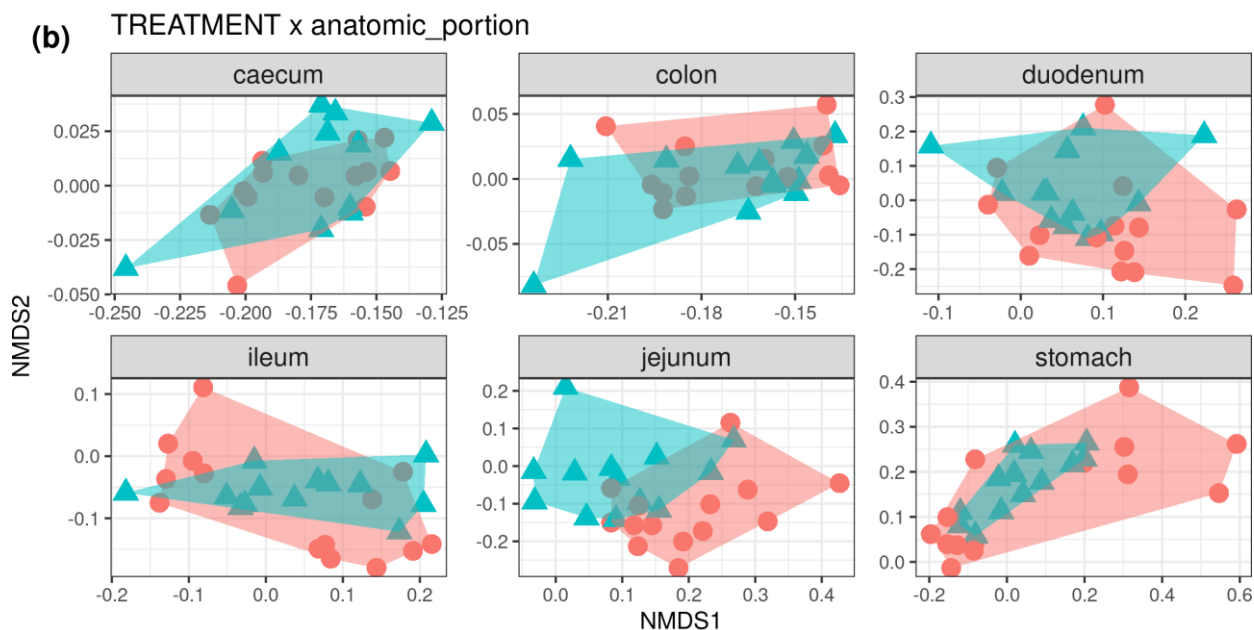 (b) TREATMENT x anatomic_portion
caecum colon duodenum
0.025 0.000 -0.025 -0.050
0.05 0.00 -0.05
0.3 0.2 0.1 0.0 -0.1 -0.2
-0.250 -0.225 -0.200 -0.175 -0.150 -0.125
-0.21 -0.18 -0.15
-0.1 0.0 0.1 0.2
NMDS2
ileum jejunum stomach
0.1 0.0 -0.1
0.2 0.1 0.0 -0.1 -0.2
0.4 0.3 0.2 0.1 0.0
-0.2 -0.1 0.0 0.1 0.2
0.0 0.1 0.2 0.3 0.4
-0.2 0.0 0.2 0.4 0.6
NMDS1